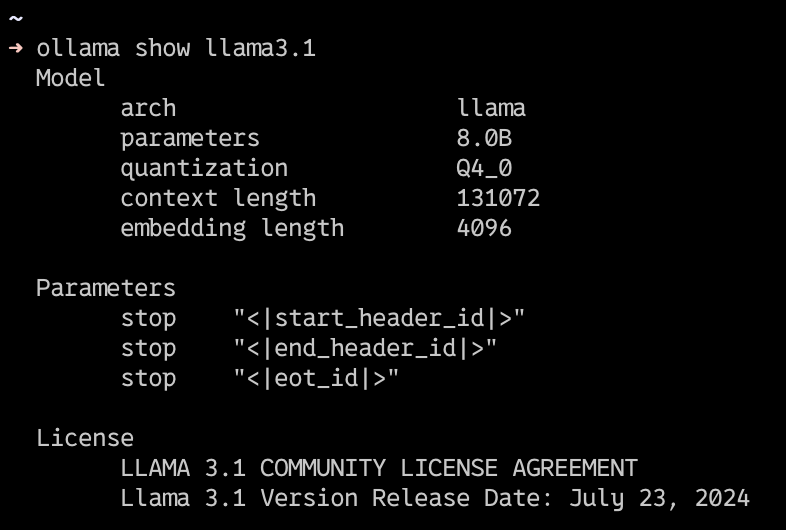 ~
→ ollama show llama3.1
Model
arch llama
parameters 8.0B
quantization Q4_0
context length 131072
embedding length 4096
Parameters
stop "<|start_header_id|>"
stop "<|end_header_id|>"
stop "<|eot_id|>"
License
LLAMA 3.1 COMMUNITY LICENSE AGREEMENT
Llama 3.1 Version Release Date: July 23, 2024